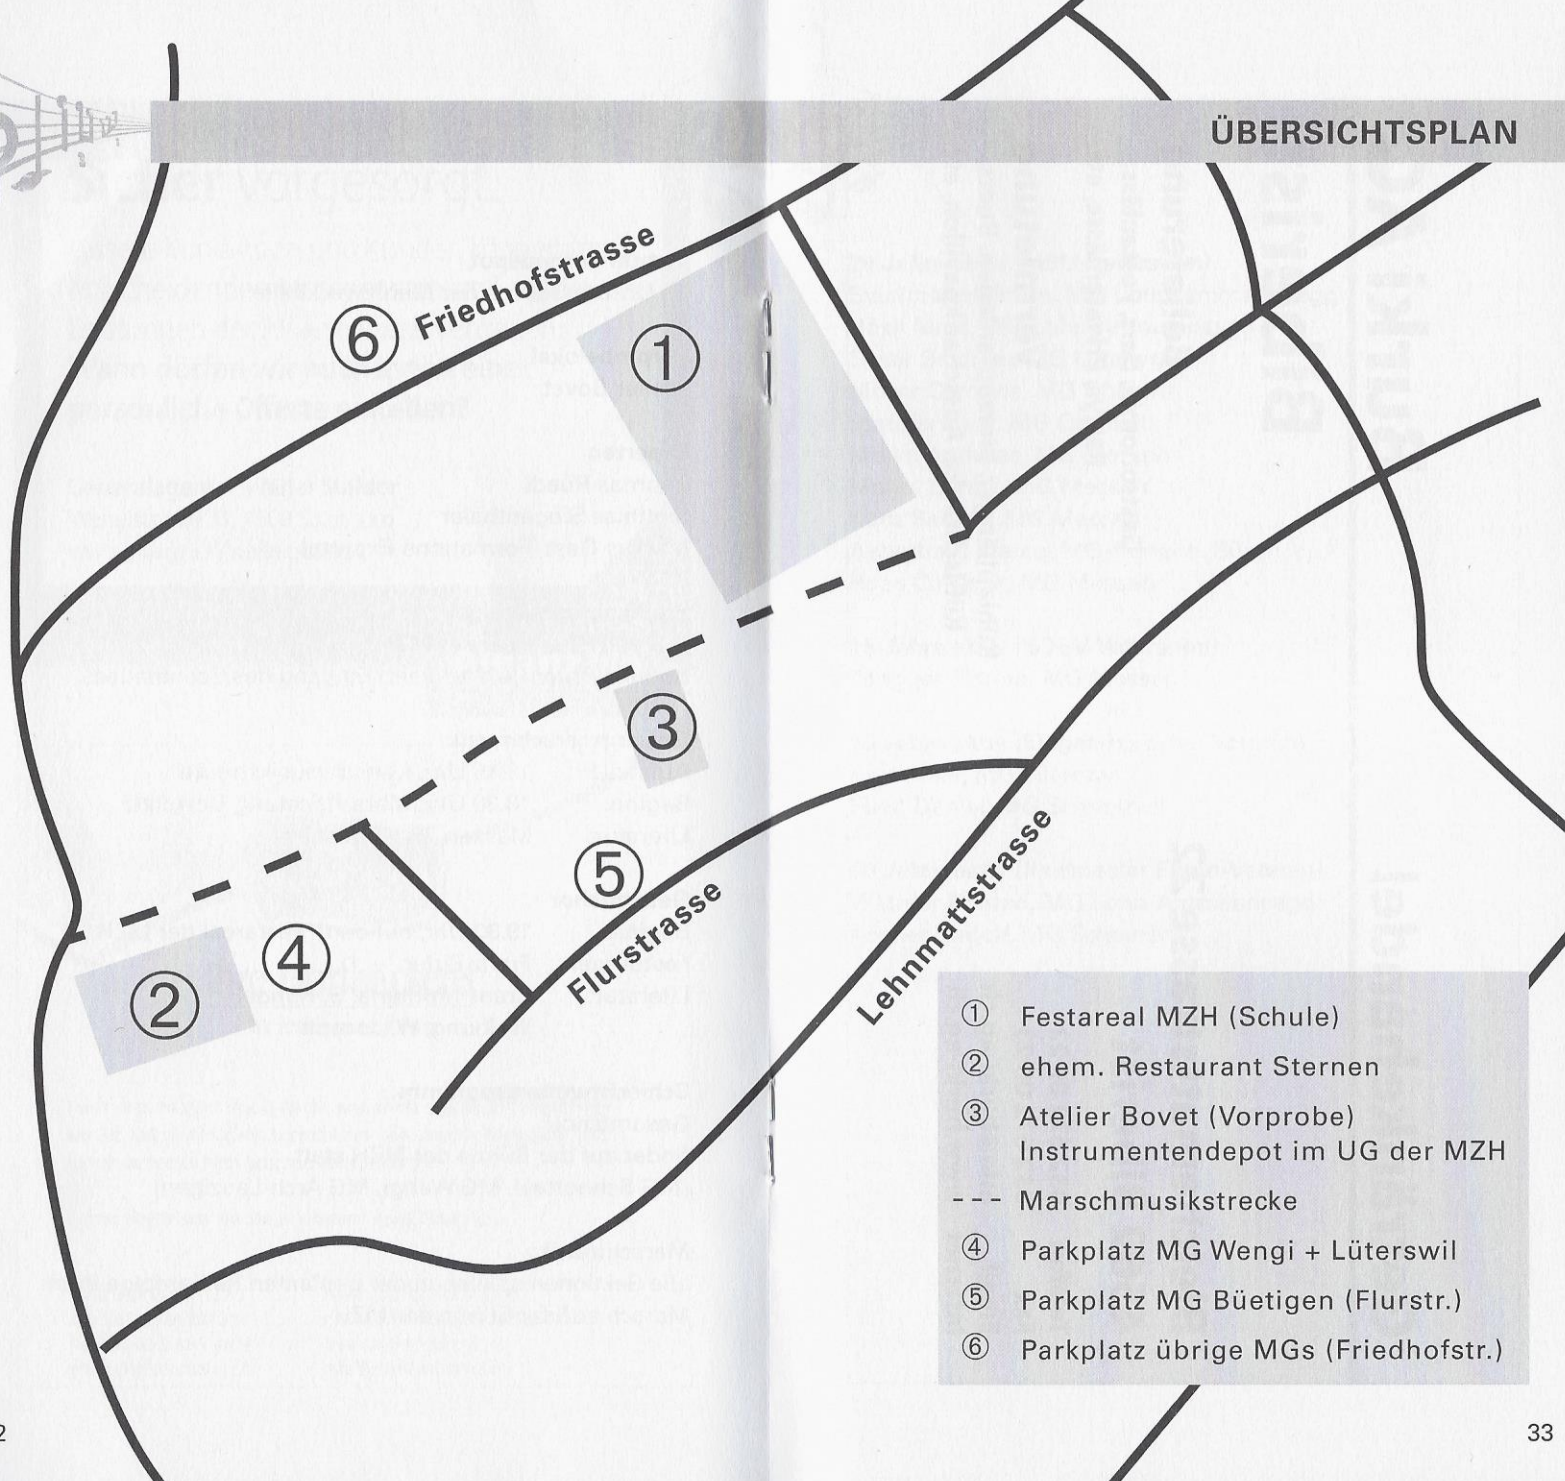 ÜBERSICHTSPLAN
Friedhofstrasse
6
1
3
5
Flurstrasse
4
2
Lehnmattstrasse
① Festareal MZH (Schule)
② ehem. Restaurant Sternen
③ Atelier Bovet (Vorprobe)
Instrumentendepot im UG der MZH
--- Marschmusikstrecke
④ Parkplatz MG Wengi + Lüterswil
⑤ Parkplatz MG Büetigen (Flurstr.)
⑥ Parkplatz übrige MGs (Friedhofstr.)
2
33